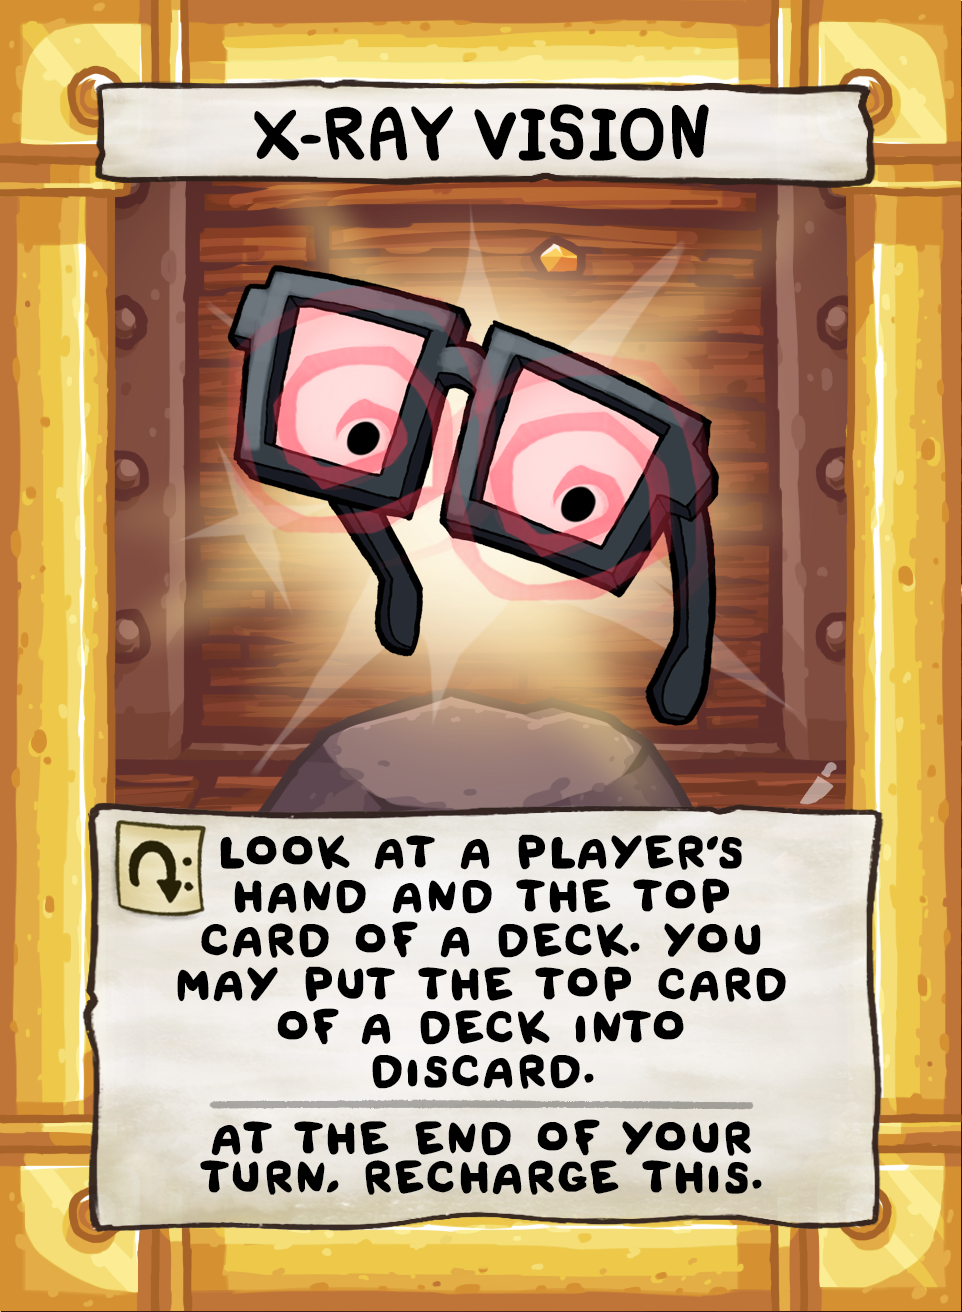 X-RAY VISION
LOOK AT A PLAYER'S
HAND AND THE TOP
CARD OF A DECK. YOU
MAY PUT THE TOP CARD
OF A DECK INTO
DISCARD.
AT THE END OF YOUR
TURN, RECHARGE THIS.